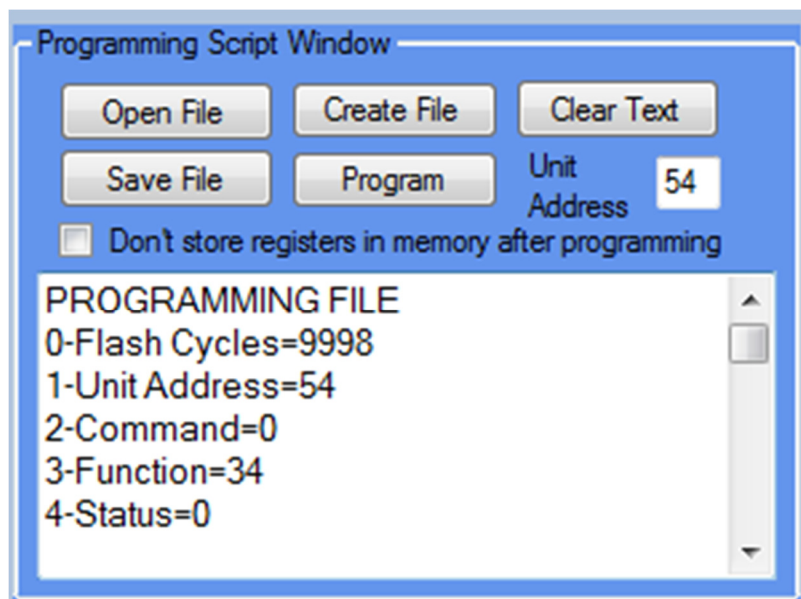 Programming Script Window
Open File
Create File
Clear Text
Save File
Program
Unit
Address
54
Don't store registers in memory after programming
PROGRAMMING FILE
0-Flash Cycles=9998
1-Unit Address=54
2-Command=0
3-Function=34
4-Status=0